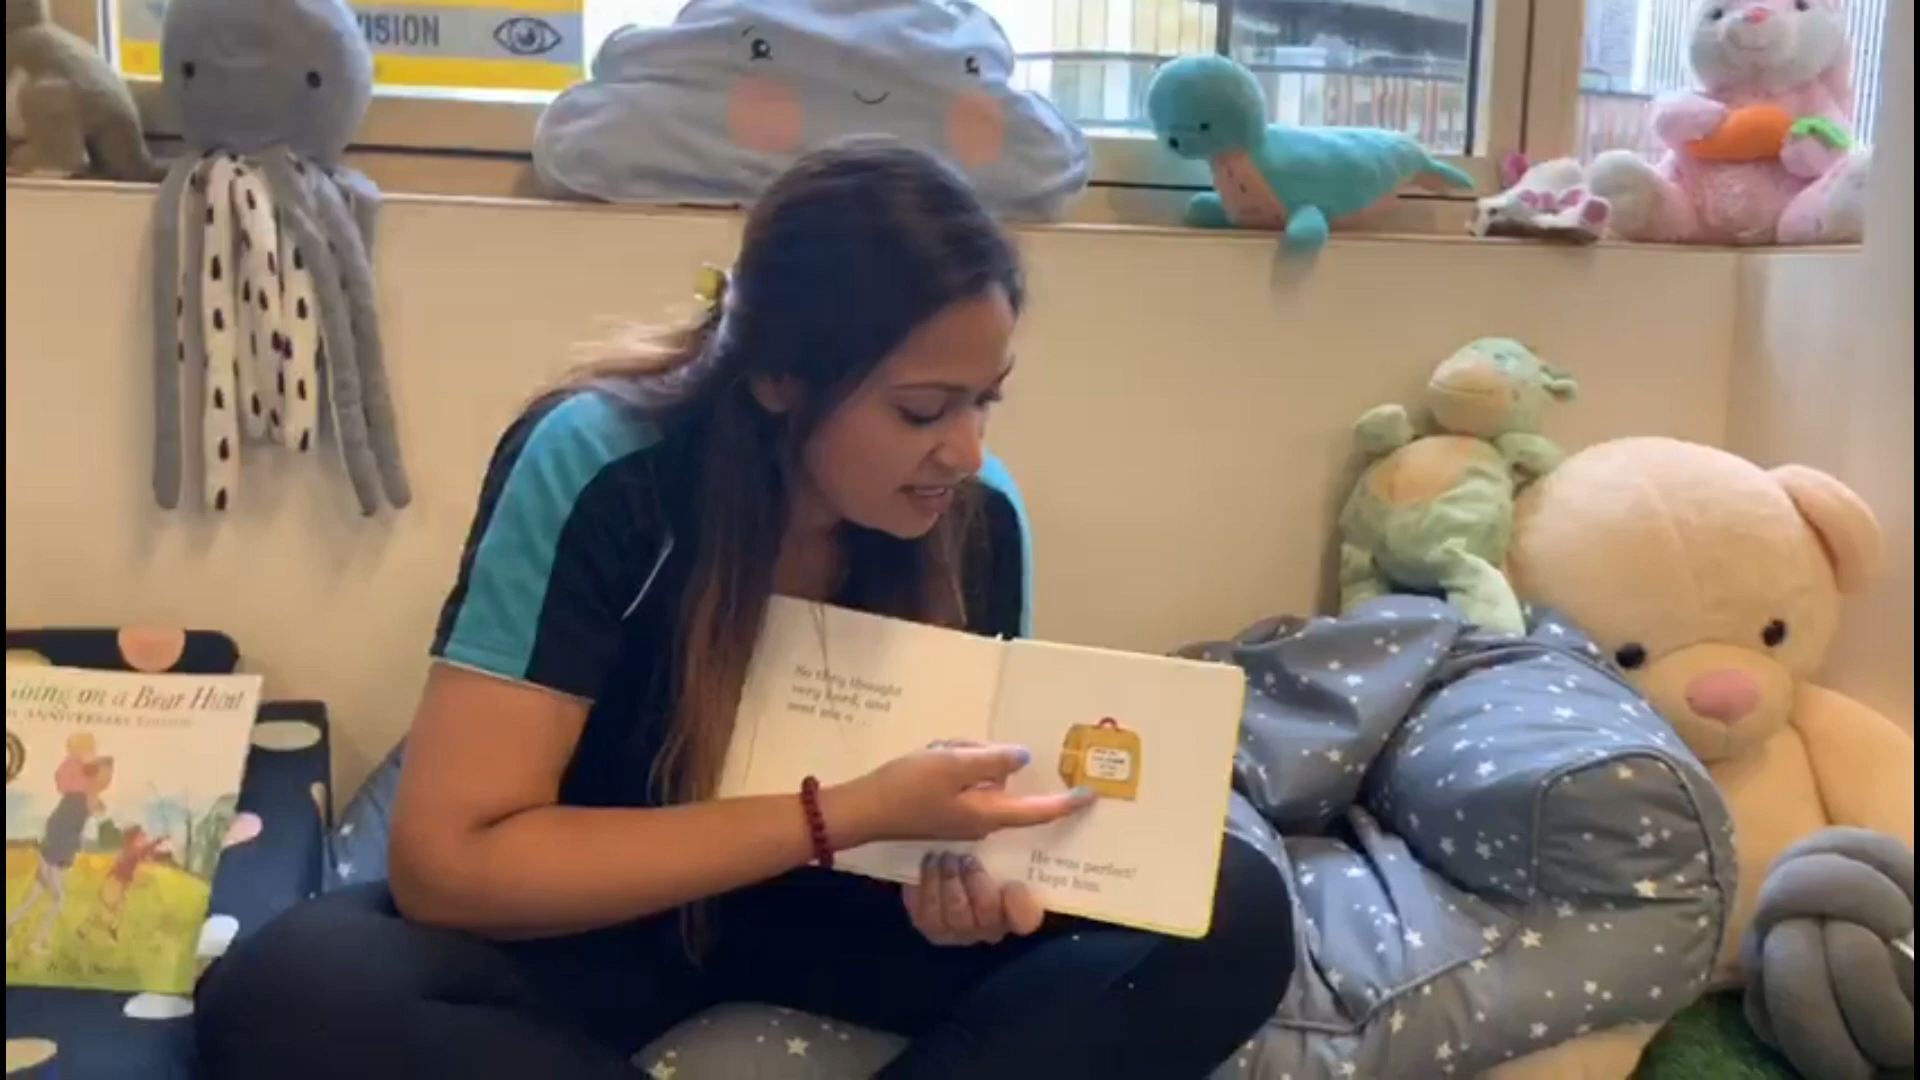 ISION
So they thought
very hard, and
sent me a ...
He was perfect!
I kept him.
Going on a Bear Hunt
ANNIVERSARY EDITION